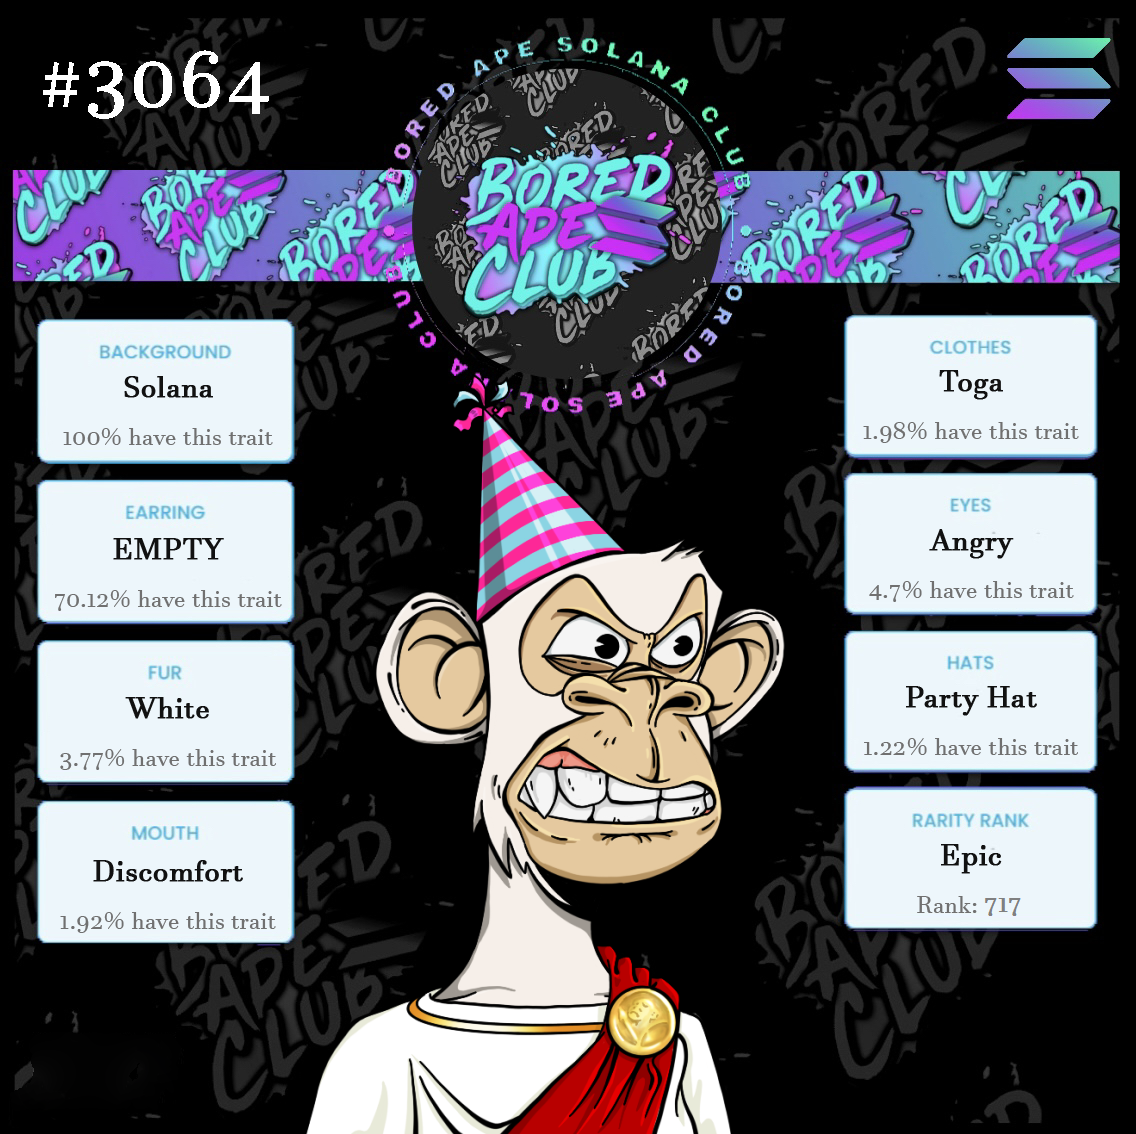 #3064
BORED APE SOLANA CLUB
BORED APE SOLANA CLUB
BORED
APE
CLUB
BACKGROUND
Solana
100% have this trait
EARRING
EMPTY
70.12% have this trait
FUR
White
3.77% have this trait
MOUTH
Discomfort
1.92% have this trait
CLOTHES
Toga
1.98% have this trait
EYES
Angry
4.7% have this trait
HATS
Party Hat
1.22% have this trait
RARITY RANK
Epic
Rank: 717